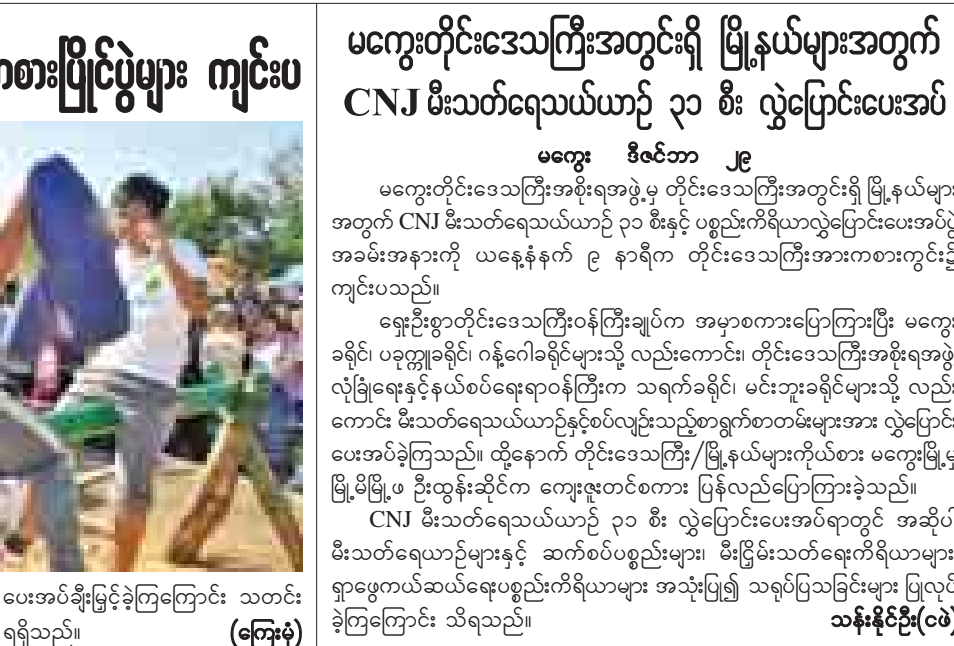 ပြိုင်ပွဲများ ကျင်းပ
ပေးအပ်ချီးမြှင့်ခဲ့ကြကြောင်း သတင်း
ရရှိသည်။ (ကြေးမုံ)
မကွေးတိုင်းဒေသကြီးအတွင်းရှိ မြို့နယ်များအတွက်
CNJ မီးသတ်ရေသယ်ယာဉ် ၃၁ စီး လွှဲပြောင်းပေးအပ်
မကွေး ဒီဇင်ဘာ ၂၉
မကွေးတိုင်းဒေသကြီးအစိုးရအဖွဲ့မှ တိုင်းဒေသကြီးအတွင်းရှိ မြို့နယ်များ
အတွက် CNJ မီးသတ်ရေသယ်ယာဉ် ၃၁ စီးနှင့် ပစ္စည်းကိရိယာလွှဲပြောင်းပေးအပ်ပွဲ
အခမ်းအနားကို ယနေ့နံနက် ၉ နာရီက တိုင်းဒေသကြီးအားကစားကွင်း၌
ကျင်းပသည်။
ရှေးဦးစွာတိုင်းဒေသကြီးဝန်ကြီးချုပ်က အမှာစကားပြောကြားပြီး မကွေး
ခရိုင်၊ ပခုက္ကူခရိုင်၊ ဂန့်ဂေါခရိုင်များသို့ လည်းကောင်း၊ တိုင်းဒေသကြီးအစိုးရအဖွဲ့
လုံခြုံရေးနှင့်နယ်စပ်ရေးရာဝန်ကြီးက သရက်ခရိုင်၊ မင်းဘူးခရိုင်များသို့ လည်း
ကောင်း မီးသတ်ရေသယ်ယာဉ်နှင့်စပ်လျဉ်းသည့်စာရွက်စာတမ်းများအား လွှဲပြောင်း
ပေးအပ်ခဲ့ကြသည်။ ထို့နောက် တိုင်းဒေသကြီး/မြို့နယ်များကိုယ်စား မကွေးမြို့မှ
မြို့မိမြို့ဖ ဦးထွန်းဆိုင်က ကျေးဇူးတင်စကား ပြန်လည်ပြောကြားခဲ့သည်။
CNJ မီးသတ်ရေသယ်ယာဉ် ၃၁ စီး လွှဲပြောင်းပေးအပ်ရာတွင် အဆိုပါ
မီးသတ်ရေယာဉ်များနှင့် ဆက်စပ်ပစ္စည်းများ၊ မီးငြှိမ်းသတ်ရေးကိရိယာများ
ရှာဖွေကယ်ဆယ်ရေးပစ္စည်းကိရိယာများ အသုံးပြု၍ သရုပ်ပြသခြင်းများ ပြုလုပ်
ခဲ့ကြကြောင်း သိရသည်။ သန်းနိုင်ဦး(ငဖဲ)